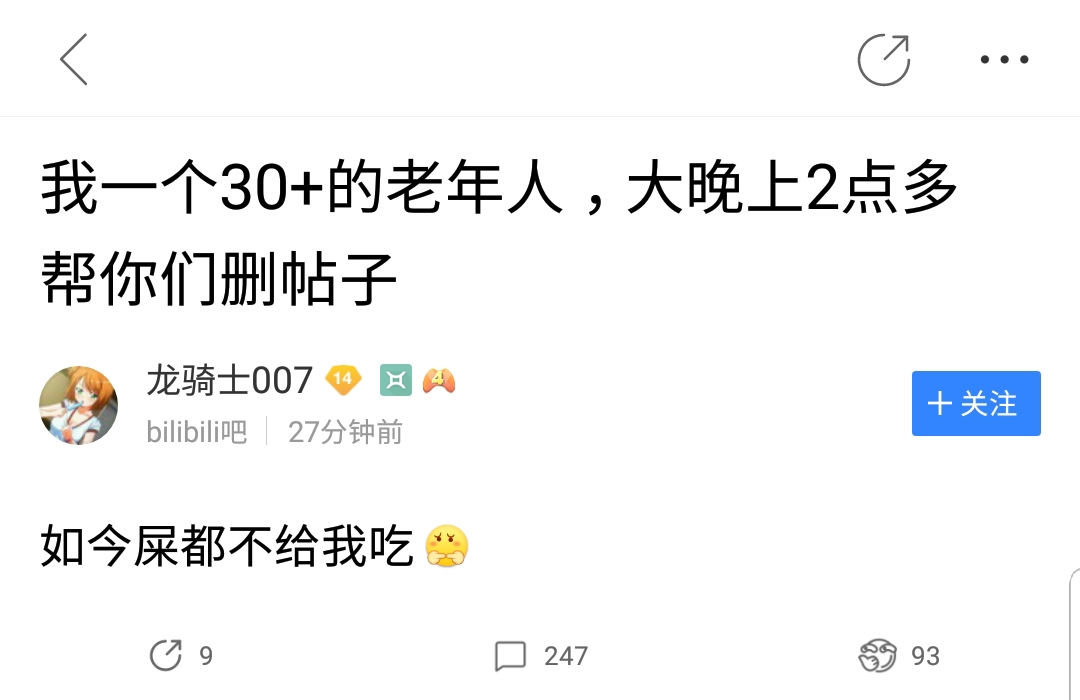 我一个30+的老年人，大晚上2点多
帮你们删帖子
龙骑士007 14 4
bilibili吧 27分钟前
+关注
如今屎都不给我吃
9 247 93